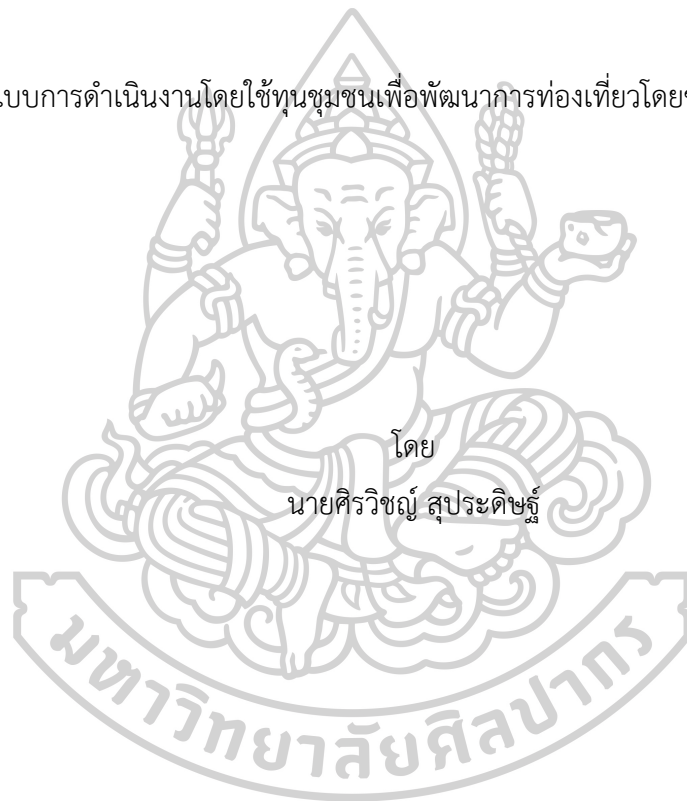 แบบการดำเนินงานโดยใช้ทุนชุมชนเพื่อพัฒนาการท่องเที่ยวโดยช
โดย
นายศิรวิชญ์ สุประดิษฐ์
มหาวิทยาลัยศิลปากร